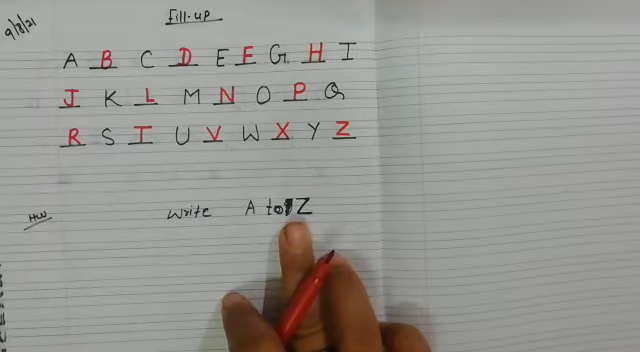 9/8/21
Fill-up
A B C D E F G H I
J K L M N O P Q
R S T U V W X Y Z
HW
Write A to Z